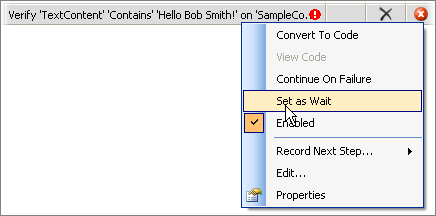 Verify 'TextContent' 'Contains' 'Hello Bob Smith!' on 'SampleCo...
Convert To Code
View Code
Continue On Failure
Set as Wait
Enabled
Record Next Step...
Edit...
Properties